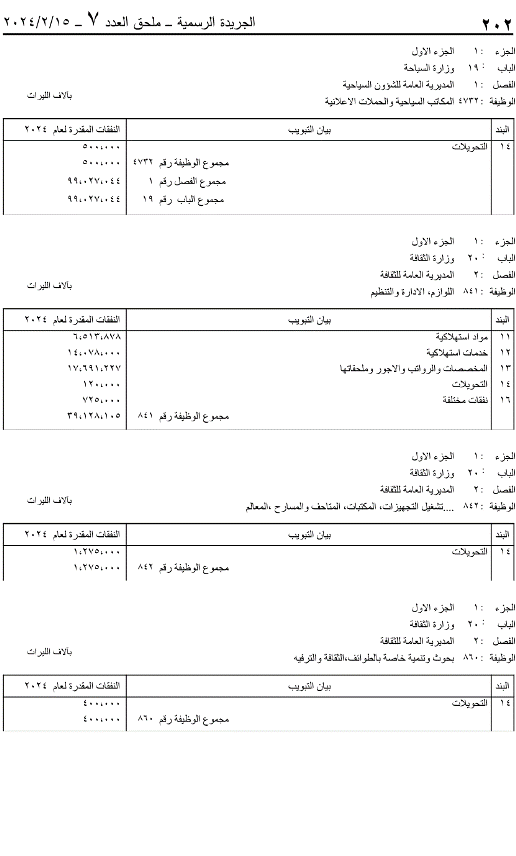 ٢٠٢ الجريدة الرسمية – ملحق العدد ٧ – ٢٠٢٤/٢/١٥
الجزء : ١ الجزء الاول
الباب : ١٩ وزارة السياحة
الفصل : ١ المديرية العامة للشؤون السياحية
الوظيفة : ٤٧٣٢ المكاتب السياحية والحملات الاعلانية
بآلاف الليرات
البند بيان التبويب النفقات المقدرة لعام ٢٠٢٤
١٤ التحويلات ٥٠٠،٠٠٠
مجموع الوظيفة رقم ٤٧٣٢ ٥٠٠،٠٠٠
مجموع الفصل رقم ١ ٩٩،٠٢٧،٠٤٤
مجموع الباب رقم ١٩ ٩٩،٠٢٧،٠٤٤
الجزء : ١ الجزء الاول
الباب : ٢٠ وزارة الثقافة
الفصل : ٢ المديرية العامة للثقافة
الوظيفة : ٨٤١ اللوازم، الادارة والتنظيم
بآلاف الليرات
البند بيان التبويب النفقات المقدرة لعام ٢٠٢٤
١١ مواد استهلاكية ٦،٥١٣،٨٧٨
١٢ خدمات استهلاكية ١٤،٠٧٨،٠٠٠
١٣ المخصصات والرواتب والاجور وملحقاتها ١٧،٦٩١،٢٢٧
١٤ التحويلات ١٢٠،٠٠٠
١٦ نفقات مختلفة ٧٢٥،٠٠٠
مجموع الوظيفة رقم ٨٤١ ٣٩،١٢٨،١٠٥
الجزء : ١ الجزء الاول
الباب : ٢٠ وزارة الثقافة
الفصل : ٢ المديرية العامة للثقافة
الوظيفة : ٨٤٢ تشغيل التجهيزات، المكتبات، المتاحف والمسارح ،المعالم....
بآلاف الليرات
البند بيان التبويب النفقات المقدرة لعام ٢٠٢٤
١٤ التحويلات ١،٢٧٥،٠٠٠
مجموع الوظيفة رقم ٨٤٢ ١،٢٧٥،٠٠٠
الجزء : ١ الجزء الاول
الباب : ٢٠ وزارة الثقافة
الفصل : ٢ المديرية العامة للثقافة
الوظيفة : ٨٦٠ بحوث وتنمية خاصة بالطوائف،الثقافة والترفيه
بآلاف الليرات
البند بيان التبويب النفقات المقدرة لعام ٢٠٢٤
١٤ التحويلات ٤٠٠،٠٠٠
مجموع الوظيفة رقم ٨٦٠ ٤٠٠،٠٠٠